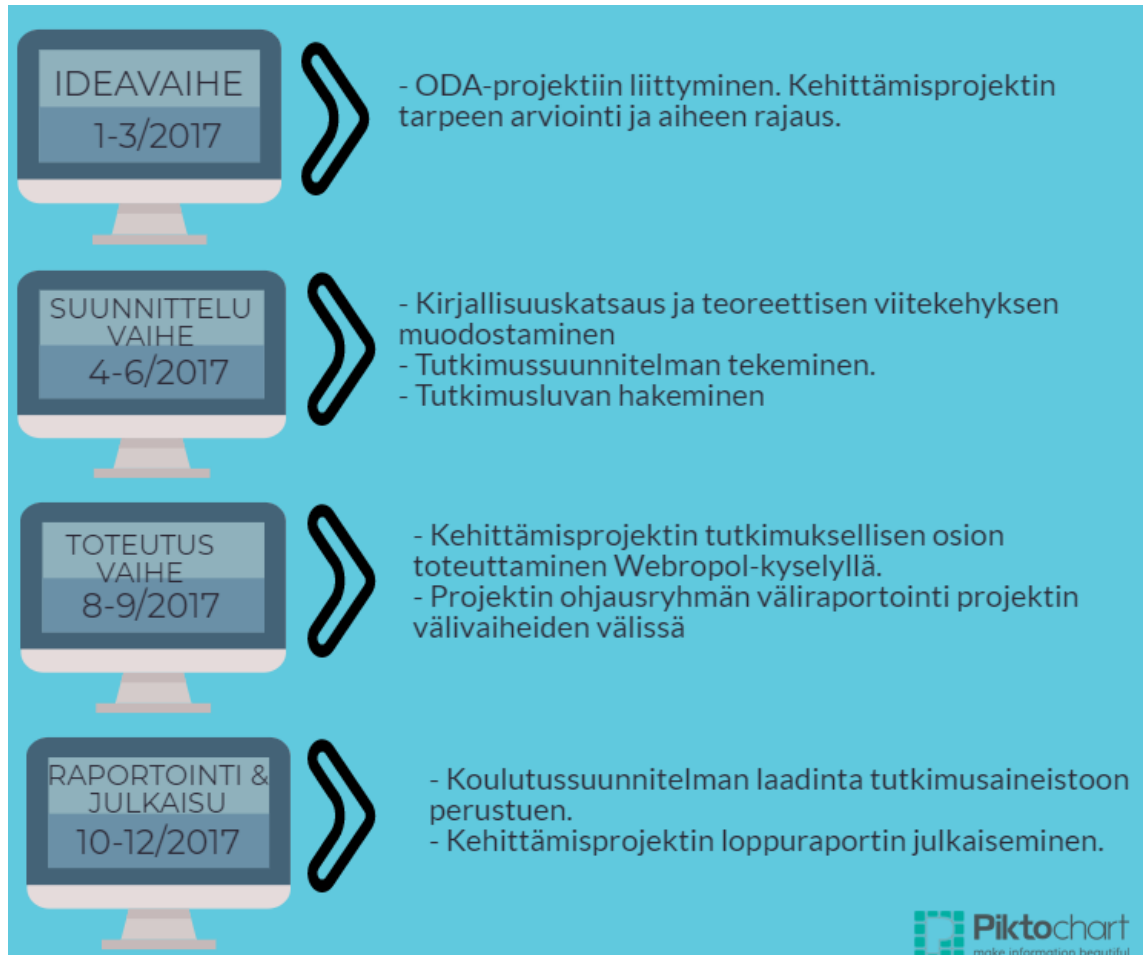 IDEAVAIHE
1-3/2017
- ODA-projektiin liittyminen. Kehittämisprojektin
tarpeen arviointi ja aiheen rajaus.
SUUNNITTELU
VAIHE
4-6/2017
- Kirjallisuuskatsaus ja teoreettisen viitekehyksen
muodostaminen
- Tutkimussuunnitelman tekeminen.
- Tutkimusluvan hakeminen
TOTEUTUS
VAIHE
8-9/2017
- Kehittämisprojektin tutkimuksellisen osion
toteuttaminen Webropol-kyselyllä.
- Projektin ohjausryhmän väliraportointi projektin
välivaiheiden välissä
RAPORTOINTI &
JULKAISU
10-12/2017
- Koulutussuunnitelman laadinta tutkimusaineistoon
perustuen.
- Kehittämisprojektin loppuraportin julkaiseminen.
Piktochart
make information beautiful